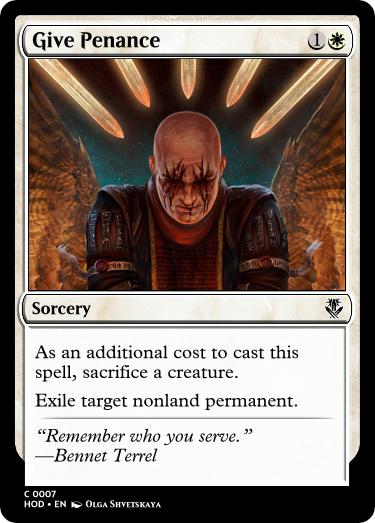 Give Penance 1
Sorcery
As an additional cost to cast this
spell, sacrifice a creature.
Exile target nonland permanent.
“Remember who you serve.”
—Bennet Terrel
C 0007
HOD • EN Olga Shvetskaya